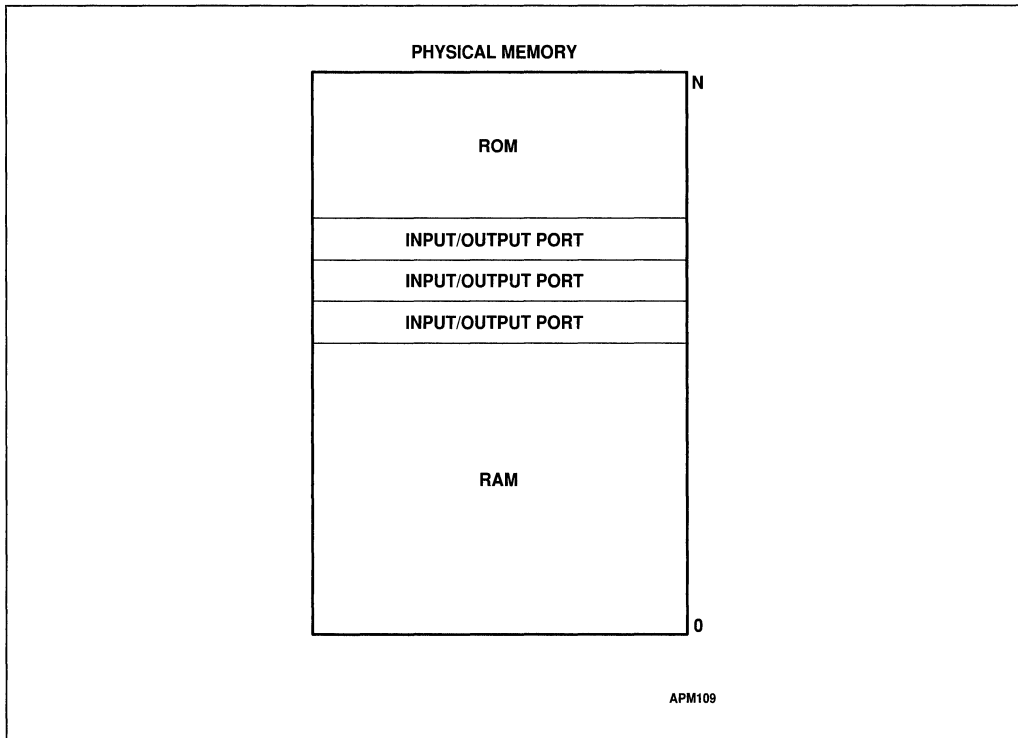 PHYSICAL MEMORY
N
ROM
INPUT/OUTPUT PORT
INPUT/OUTPUT PORT
INPUT/OUTPUT PORT
RAM
0
APM109